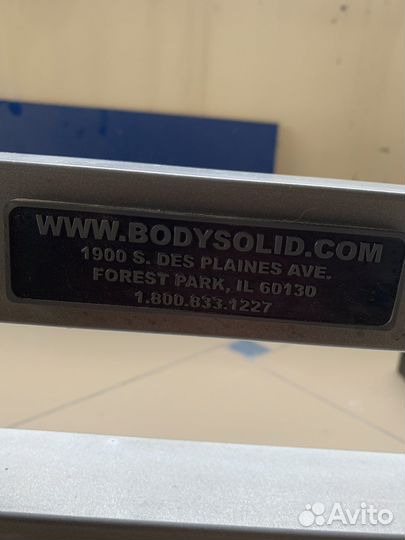 WWW.BODYSOLID.COM
1900 S. DES PLAINES AVE.
FOREST PARK, IL 60130
1.800.833.1227
Avito